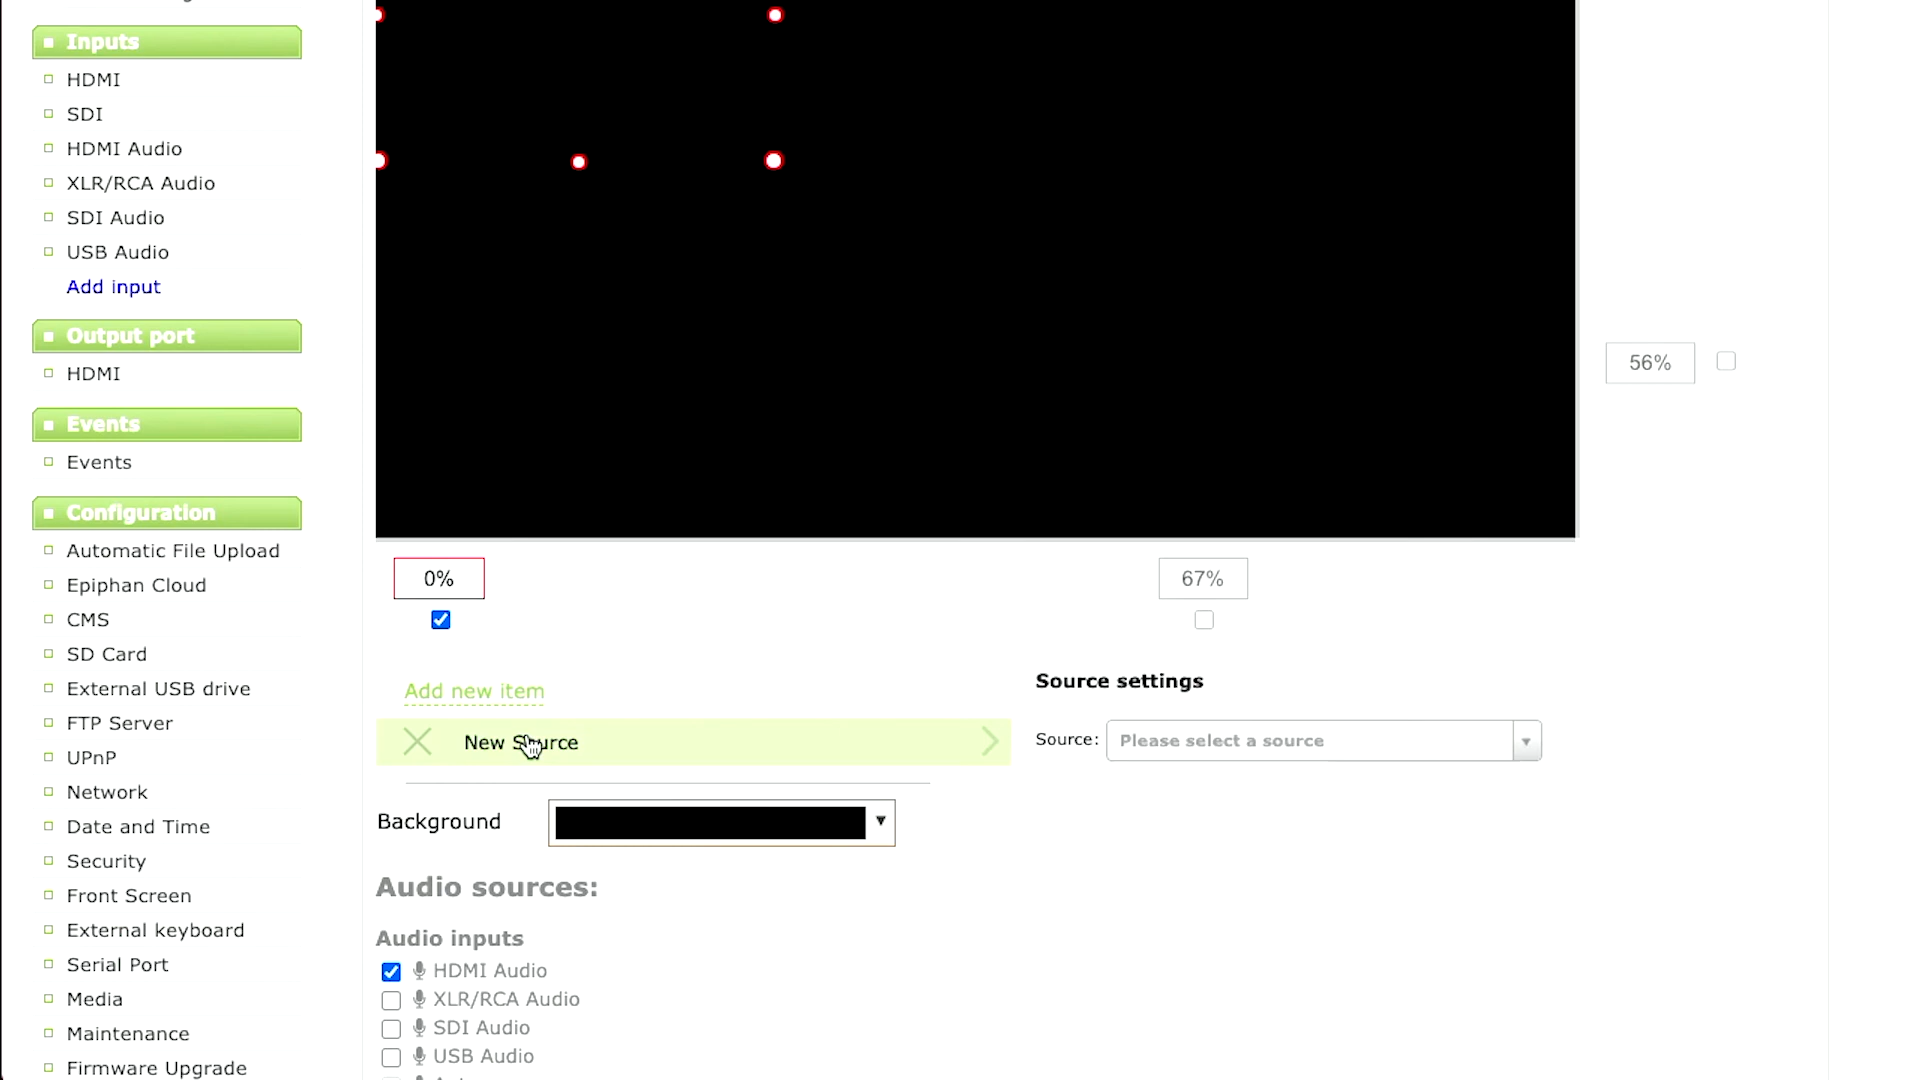 Inputs
HDMI
SDI
HDMI Audio
XLR/RCA Audio
SDI Audio
USB Audio
Add input
Output port
HDMI
Events
Events
Configuration
Automatic File Upload
Epiphan Cloud
CMS
SD Card
External USB drive
FTP Server
UPnP
Network
Date and Time
Security
Front Screen
External keyboard
Serial Port
Media
Maintenance
Firmware Upgrade
56%
0%
67%
Add new item
New Source
Source settings
Source: Please select a source
Background
Audio sources:
Audio inputs
HDMI Audio
XLR/RCA Audio
SDI Audio
USB Audio